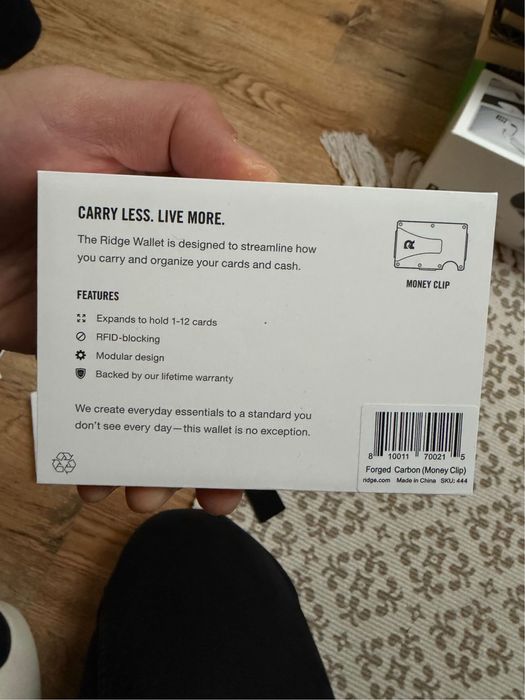 CARRY LESS. LIVE MORE.
The Ridge Wallet is designed to streamline how
you carry and organize your cards and cash.
MONEY CLIP
FEATURES
Expands to hold 1-12 cards
RFID-blocking
Modular design
Backed by our lifetime warranty
We create everyday essentials to a standard you
don't see every day—this wallet is no exception.
8 10011 70021 5
Forged Carbon (Money Clip)
ridge.com Made in China SKU: 444